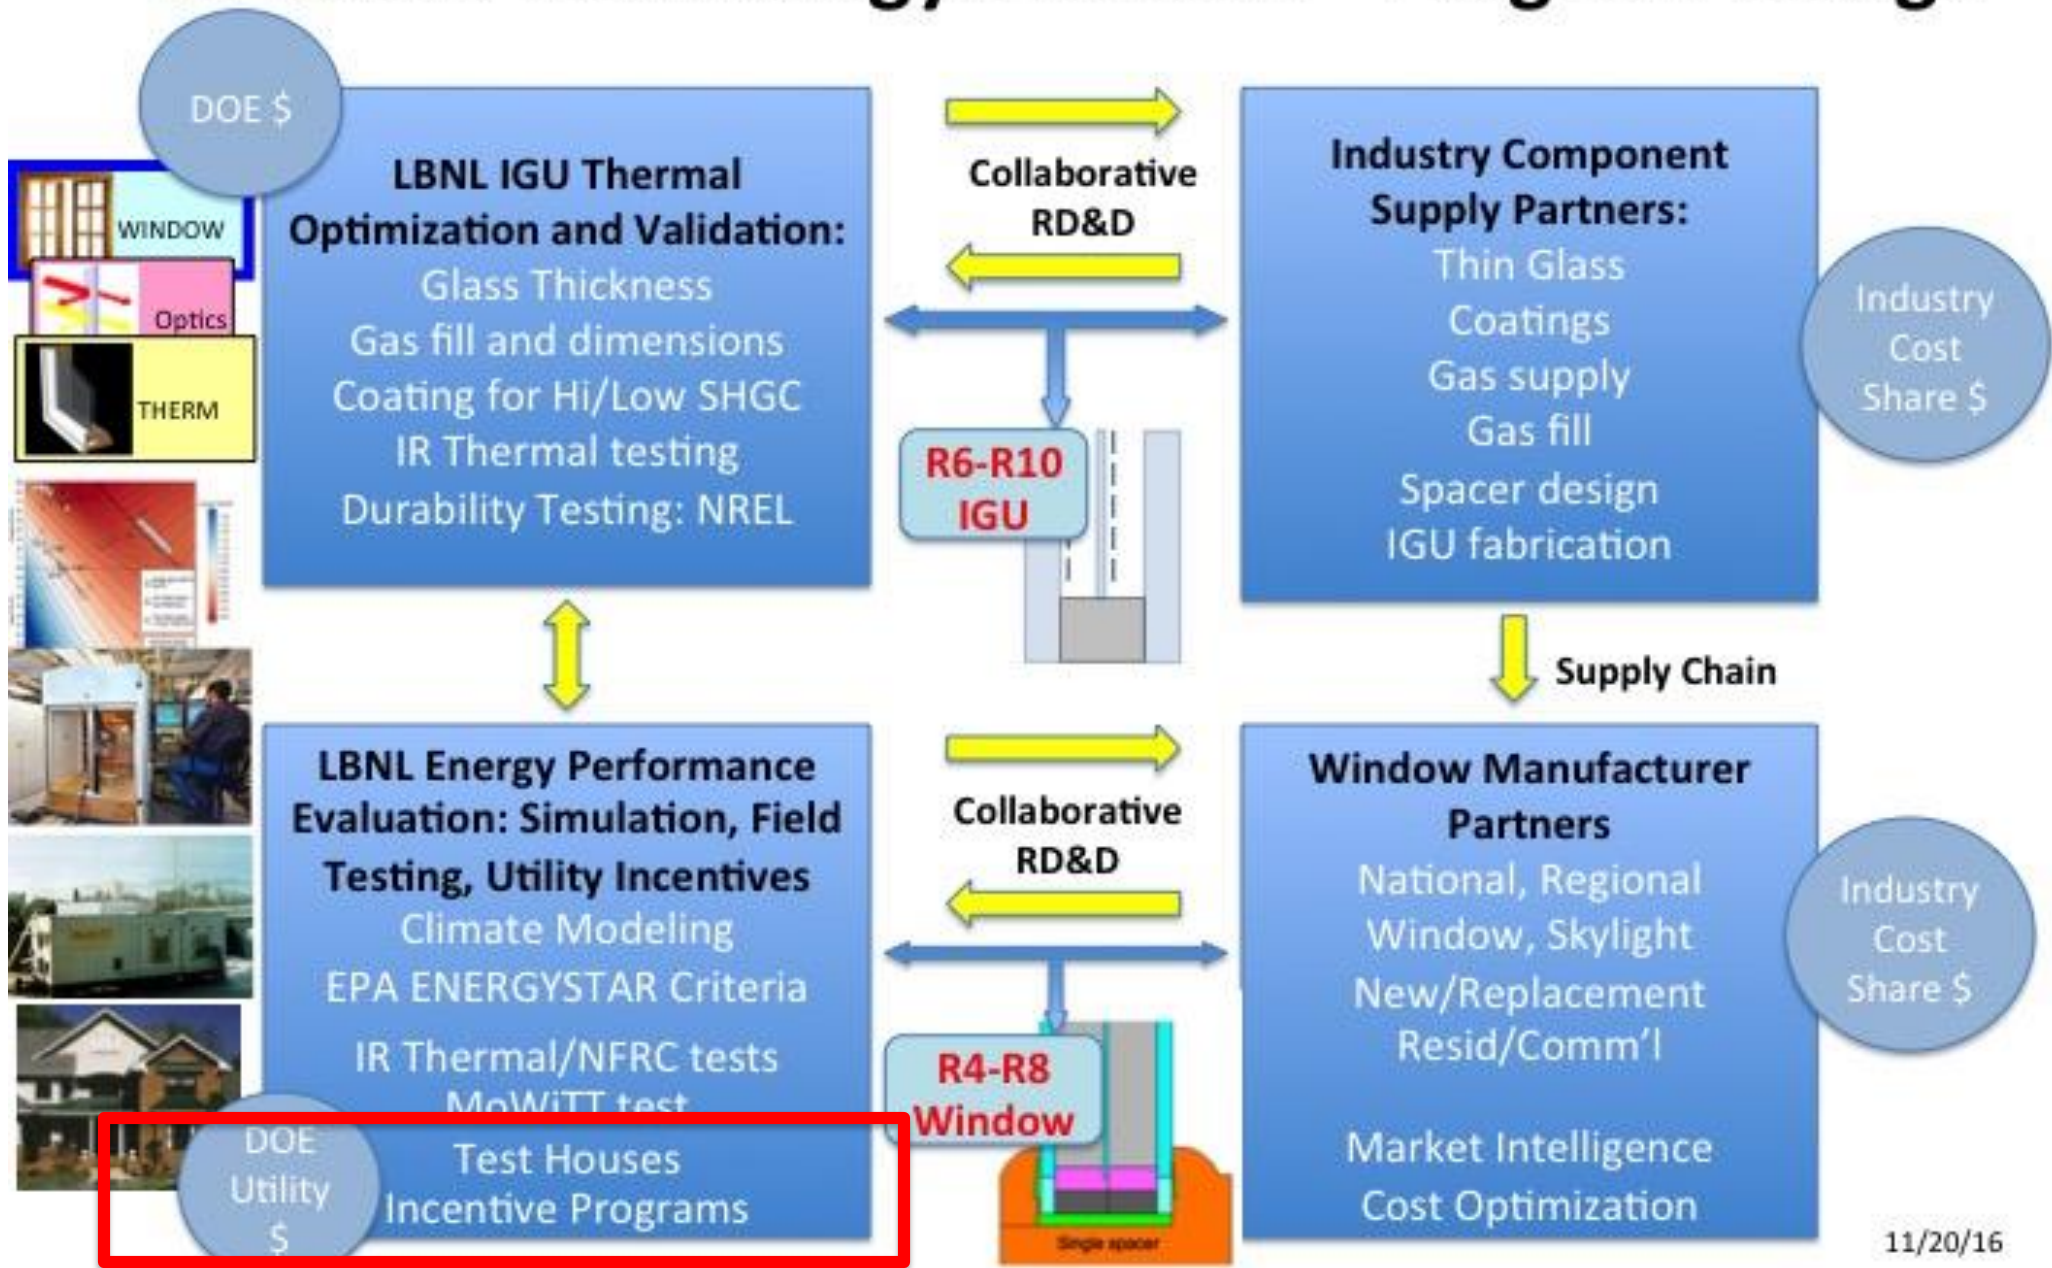 DOE $
WINDOW
Optics
THERM
LBNL IGU Thermal
Optimization and Validation:
Glass Thickness
Gas fill and dimensions
Coating for Hi/Low SHGC
IR Thermal testing
Durability Testing: NREL
Collaborative
RD&D
R6-R10
IGU
Industry Component
Supply Partners:
Thin Glass
Coatings
Gas supply
Gas fill
Spacer design
IGU fabrication
Industry
Cost
Share $
Supply Chain
LBNL Energy Performance
Evaluation: Simulation, Field
Testing, Utility Incentives
Climate Modeling
EPA ENERGYSTAR Criteria
IR Thermal/NFRC tests
MoWiTT test
Test Houses
Incentive Programs
DOE
Utility
$
Collaborative
RD&D
R4-R8
Window
Single spacer
Window Manufacturer
Partners
National, Regional
Window, Skylight
New/Replacement
Resid/Comm'l
Market Intelligence
Cost Optimization
Industry
Cost
Share $
11/20/16